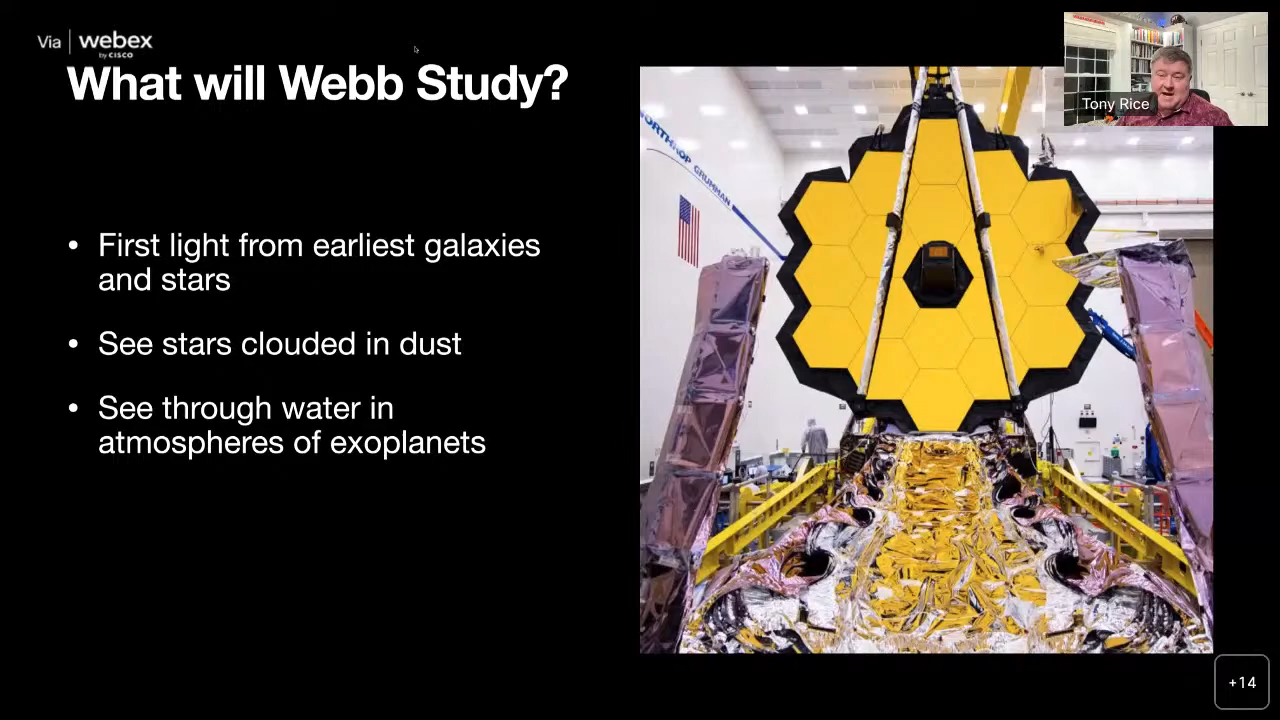 Via webex
by CISCO
What will Webb Study?
Tony Rice
NORTHROP GRUMMAN
• First light from earliest galaxies
and stars
• See stars clouded in dust
• See through water in
atmospheres of exoplanets
+14